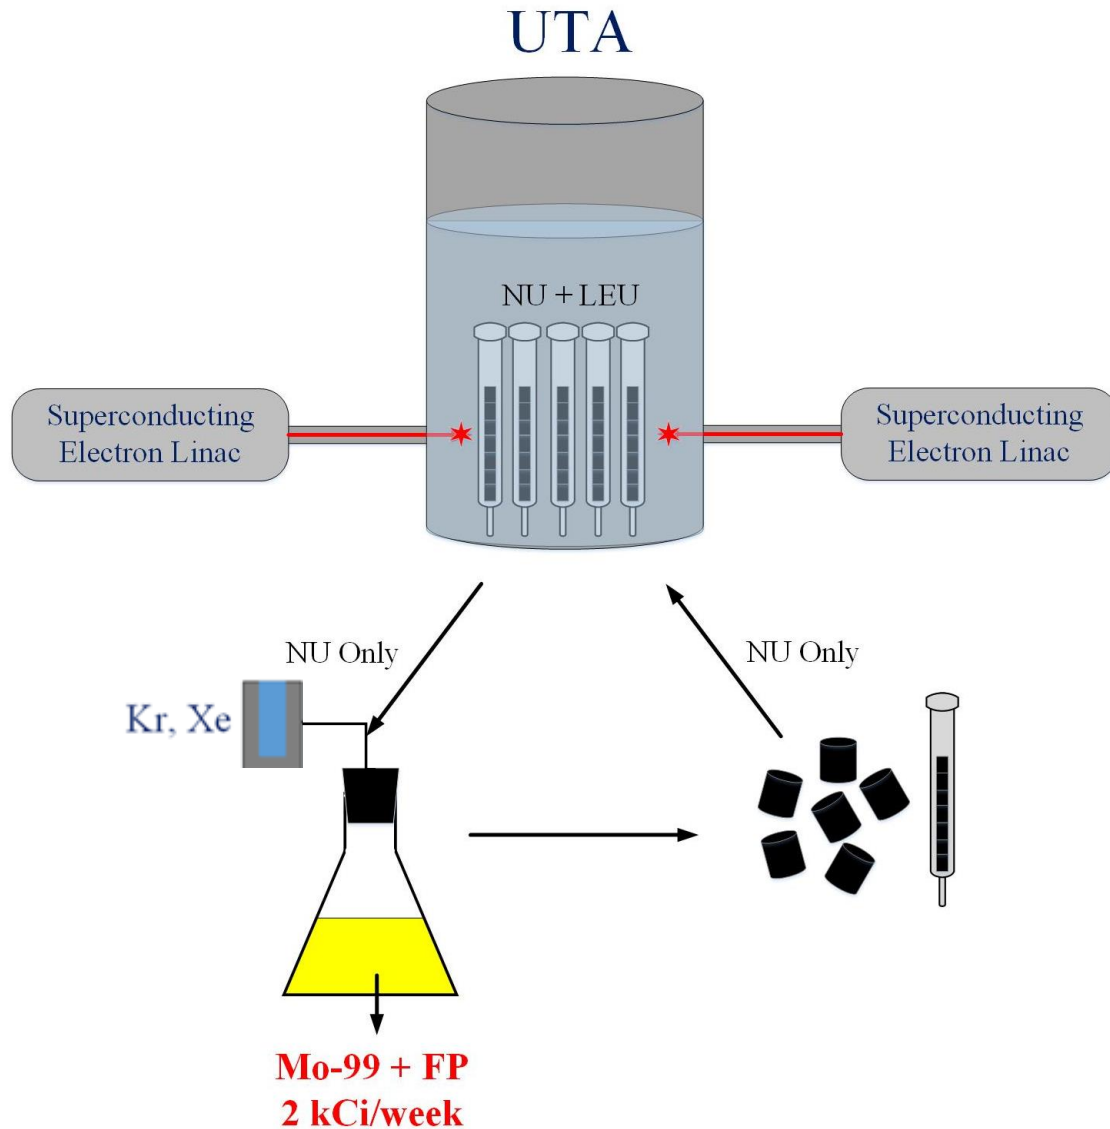 UTA
NU + LEU
Superconducting
Electron Linac
Superconducting
Electron Linac
NU Only
NU Only
Kr, Xe
Mo-99 + FP
2 kCi/week